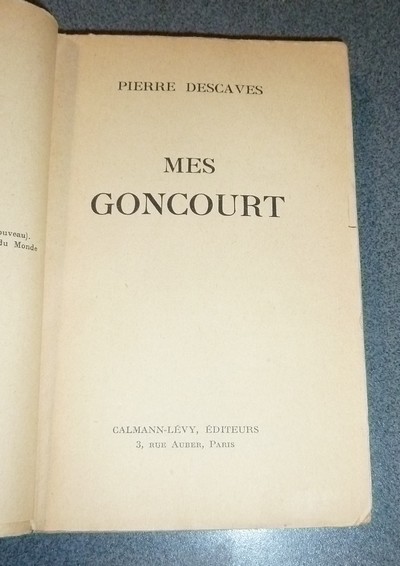 ouveau).
du Monde
PIERRE DESCAVES
MES
GONCOURT
CALMANN-LÉVY, ÉDITEURS
3, RUE AUBER, PARIS